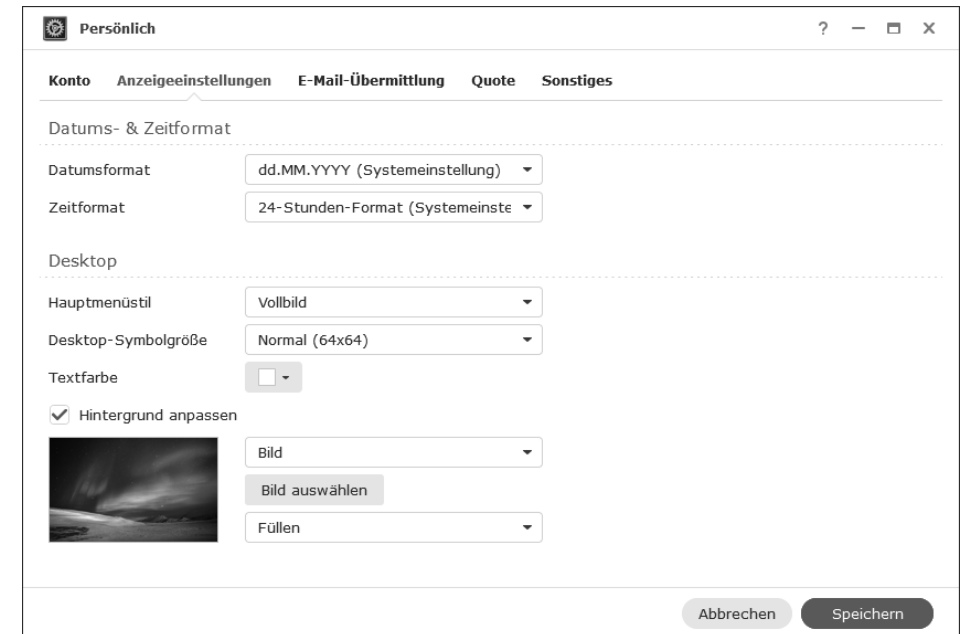 Persönlich ?
Konto Anzeigeeinstellungen E-Mail-Übermittlung Quote Sonstiges
Datums- & Zeitformat
Datumsformat dd.MM.YYYY (Systemeinstellung)
Zeitformat 24-Stunden-Format (Systemeinste
Desktop
Hauptmenüstil Vollbild
Desktop-Symbolgröße Normal (64x64)
Textfarbe
Hintergrund anpassen
Bild
Bild auswählen
Füllen
Abbrechen Speichern